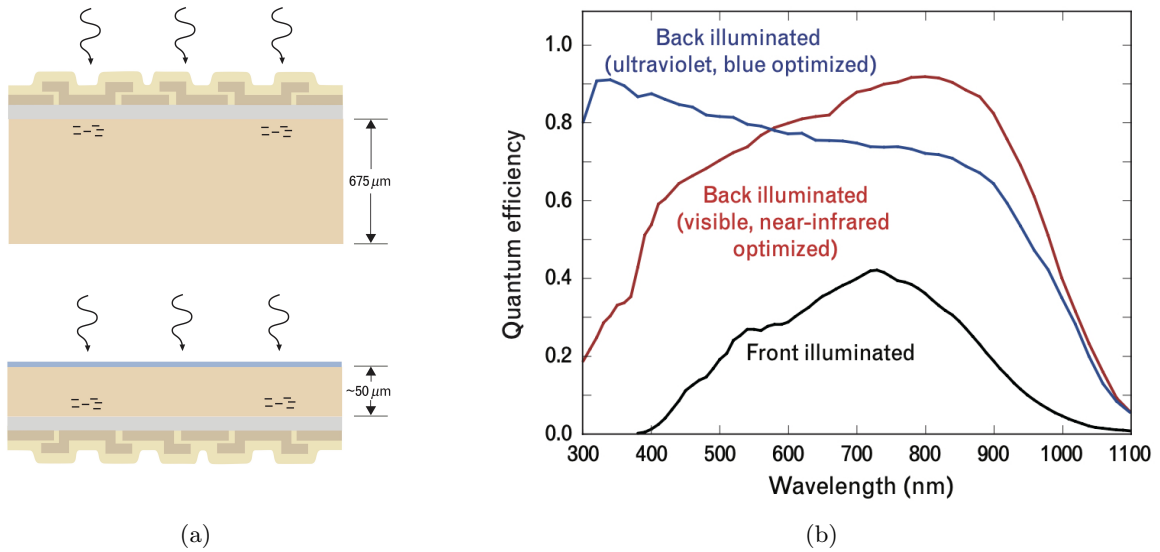 675 μm
~50 μm
(a)
Back illuminated
(ultraviolet, blue optimized)
Back illuminated
(visible, near-infrared
optimized)
Front illuminated
Quantum efficiency
1.0
0.8
0.6
0.4
0.2
0.0
300 400 500 600 700 800 900 1000 1100
Wavelength (nm)
(b)